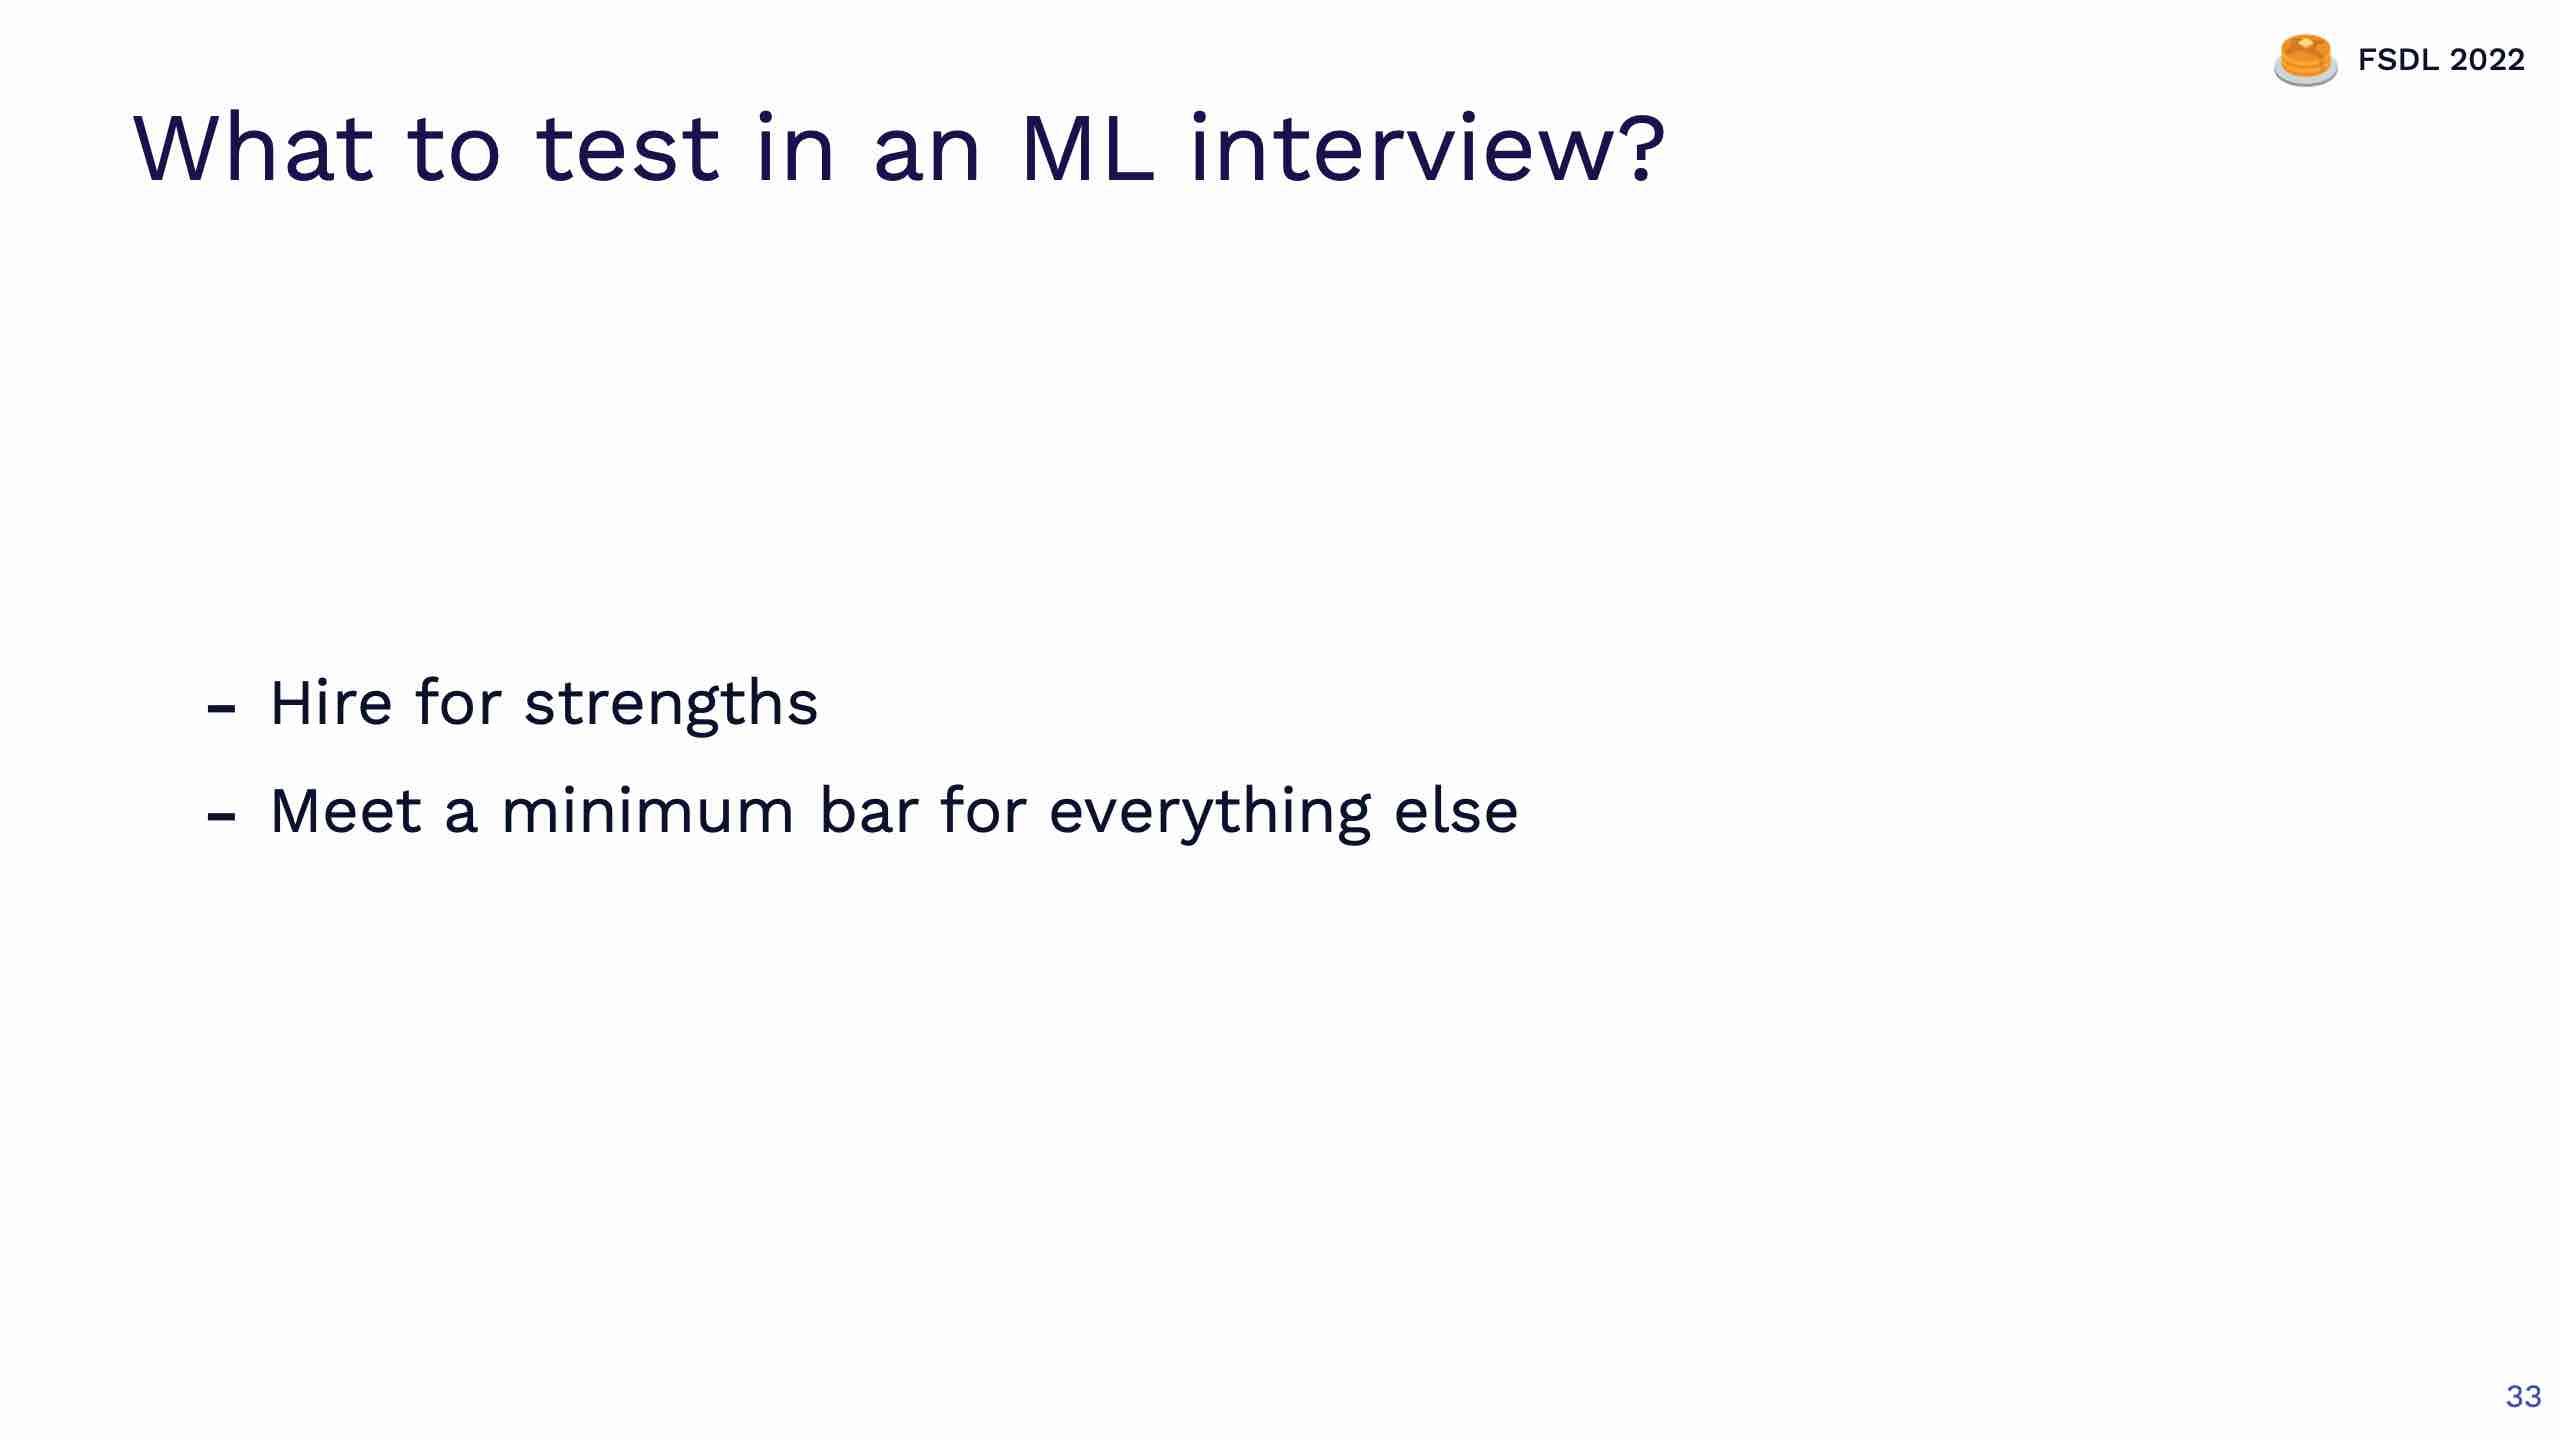 FSDL 2022
What to test in an ML interview?
- Hire for strengths
- Meet a minimum bar for everything else
33